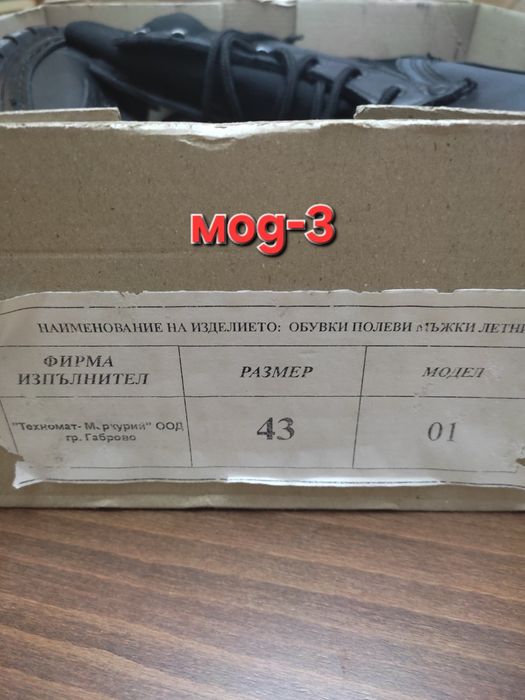 мод-3
НАИМЕНОВАНИЕ НА ИЗДЕЛИЕТО: ОБУВКИ ПОЛЕВИ МЪЖКИ ЛЕТНИ
ФИРМА ИЗПЪЛНИТЕЛ
РАЗМЕР
МОДЕЛ
"Техномат- Меркурий" ООД
гр. Габрово
43
01